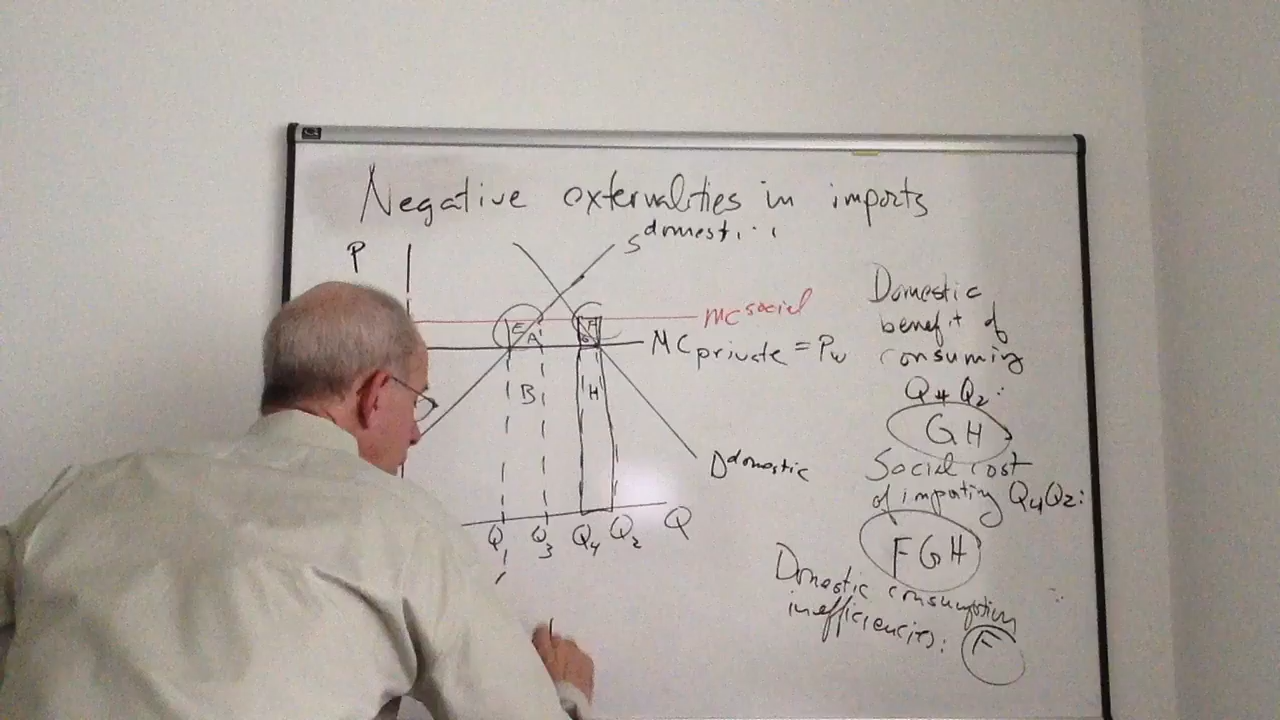 Negative externalities in imports
P
S domest...
MC social
MC private = Pw
E
A
F
G
B
H
D domestic
Q
Q1
Q3
Q4
Q2
Domestic
benefit of
consuming
Q4 Q2:
GH
Social cost
of importing Q4Q2:
FGH
Domestic consumption
inefficiencies:
F